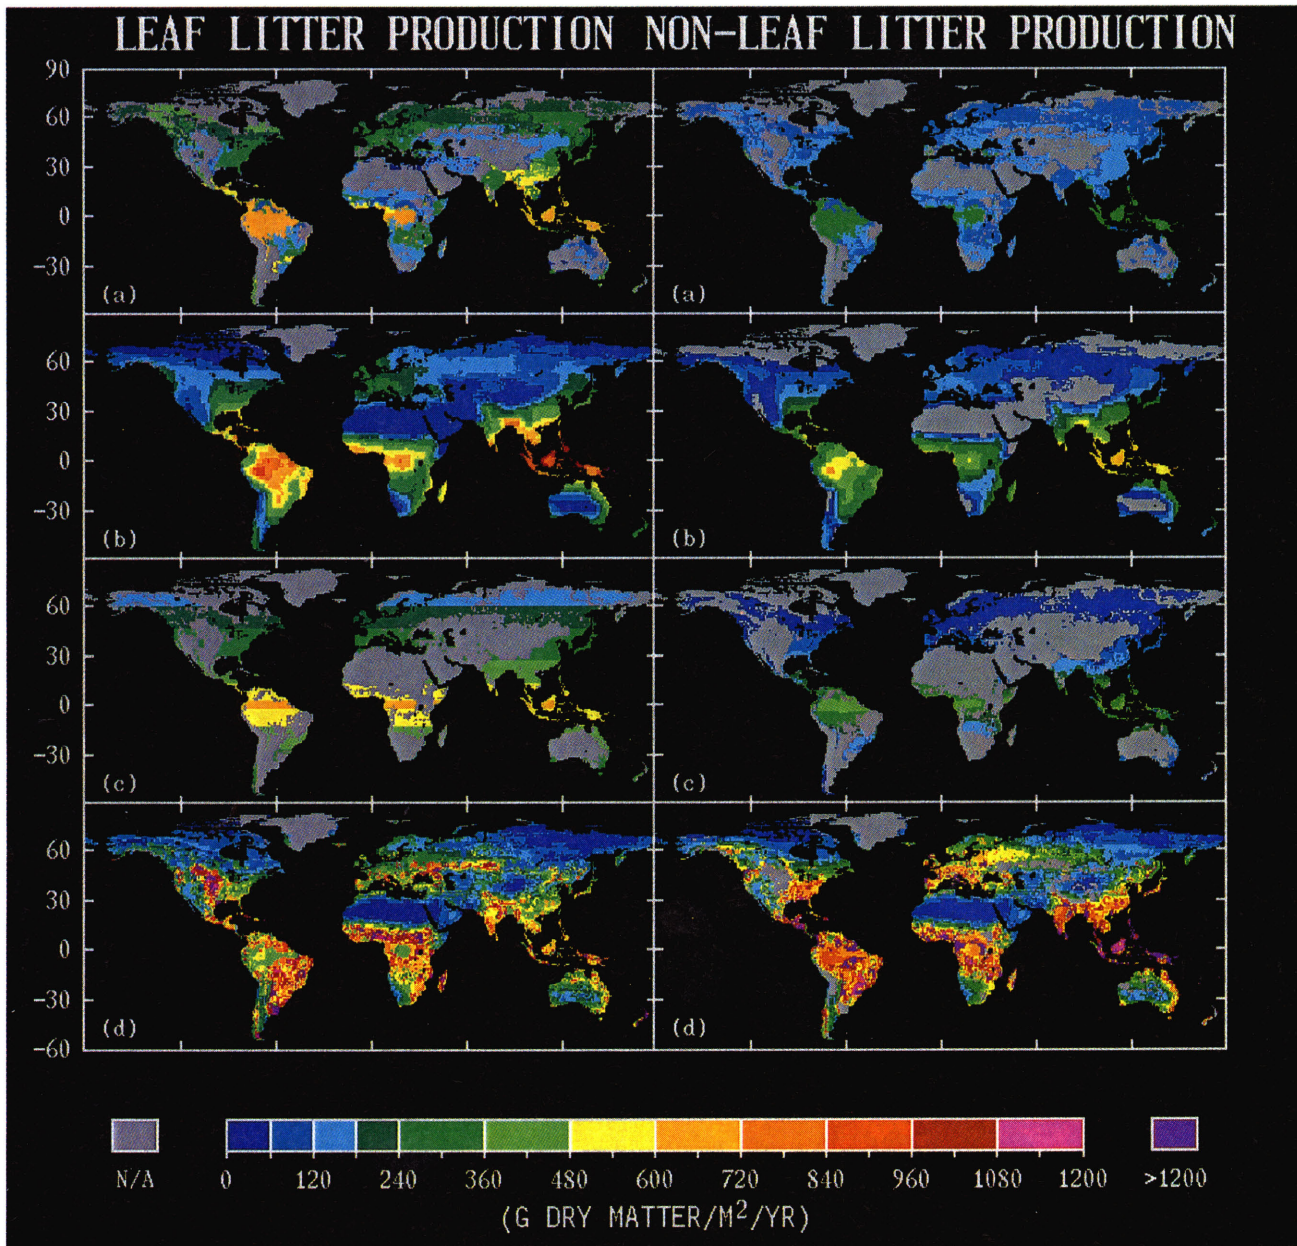 LEAF LITTER PRODUCTION NON-LEAF LITTER PRODUCTION
90
60
30
0
-30
(a) (a)
60
30
0
-30
(b) (b)
60
30
0
-30
(c) (c)
60
30
0
-30
(d) (d)
-60
N/A 0 120 240 360 480 600 720 840 960 1080 1200 >1200
(G DRY MATTER/M²/YR)